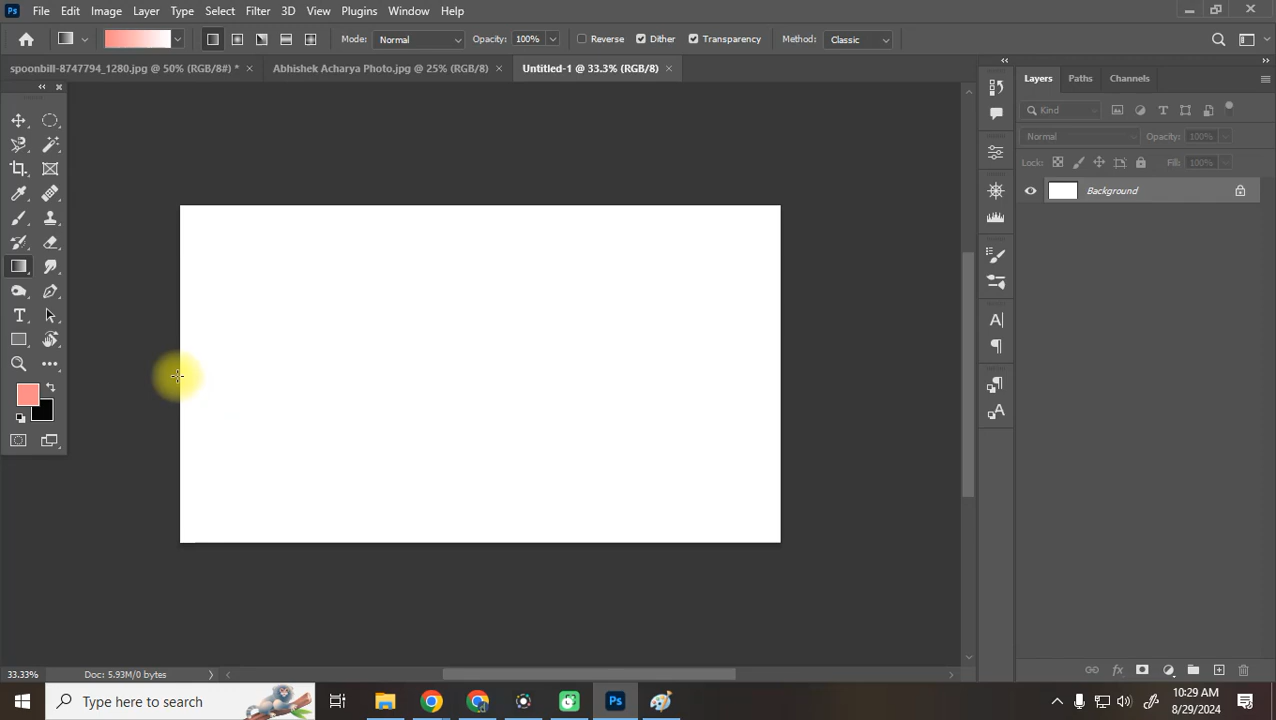 Ps File Edit Image Layer Type Select Filter 3D View Plugins Window Help
Mode: Normal Opacity: 100% Reverse Dither Transparency Method: Classic
spoonbill-8747794_1280.jpg @ 50% (RGB/8#) * × Abhishek Acharya Photo.jpg @ 25% (RGB/8) × Untitled-1 @ 33.3% (RGB/8) ×
Layers Paths Channels
Kind
Normal Opacity: 100%
Lock: Fill: 100%
Background
33.33% Doc: 5.93M/0 bytes
Type here to search
Ps
10:29 AM
8/29/2024